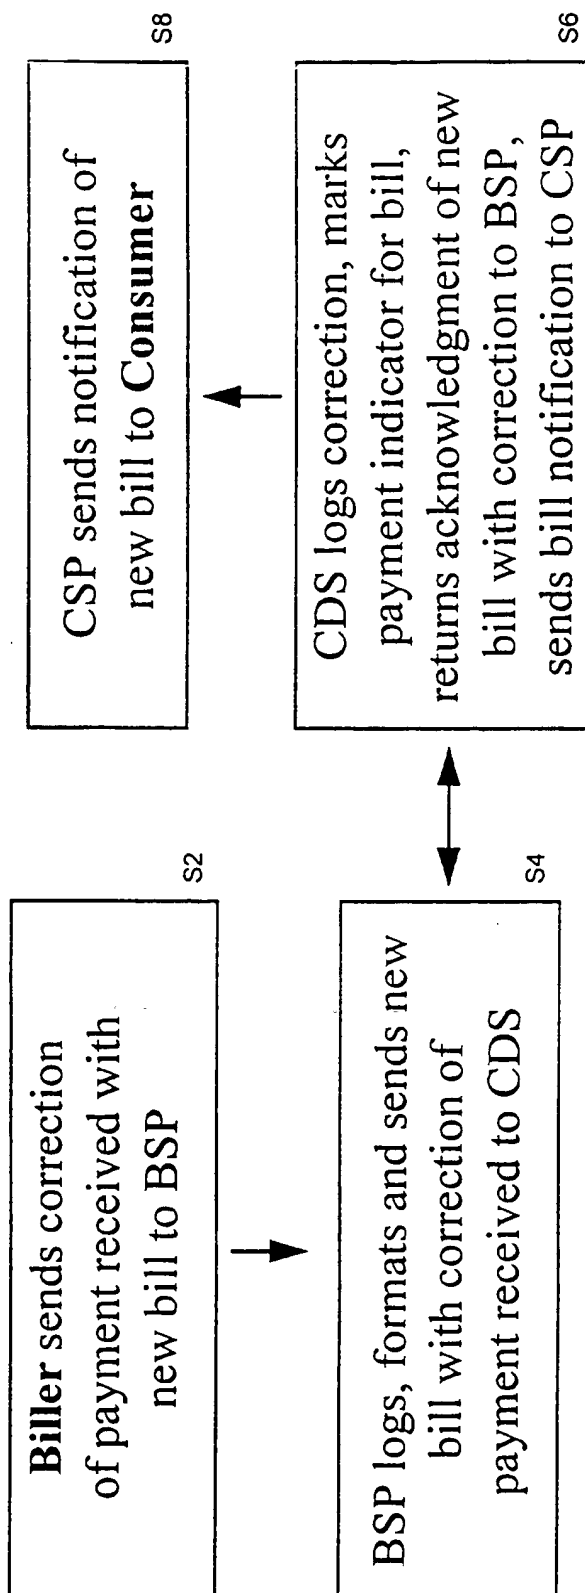 Biller sends correction
of payment received with
new bill to BSP
S2
BSP logs, formats and sends new
bill with correction of
payment received to CDS
S4
CDS logs correction, marks
payment indicator for bill,
returns acknowledgment of new
bill with correction to BSP,
sends bill notification to CSP
S6
CSP sends notification of
new bill to Consumer
S8